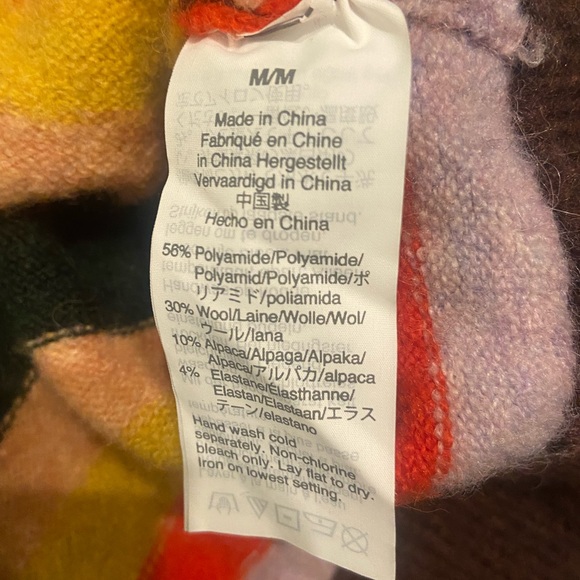 M/M
Made in China
Fabriqué en Chine
in China Hergestellt
Vervaardigd in China
中国製
Hecho en China
56% Polyamide/Polyamide/
Polyamid/Polyamide/ポ
リアミド/poliamida
30% Wool/Laine/Wolle/Wol/
ウール/lana
10% Alpaca/Alpaga/Alpaka/
Alpaca/アルパカ/alpaca
4% Elastane/Élasthanne/
Elastan/Elastaan/エラス
テーン/elastano
Hand wash cold
separately. Non-chlorine
bleach only. Lay flat to dry.
Iron on lowest setting.